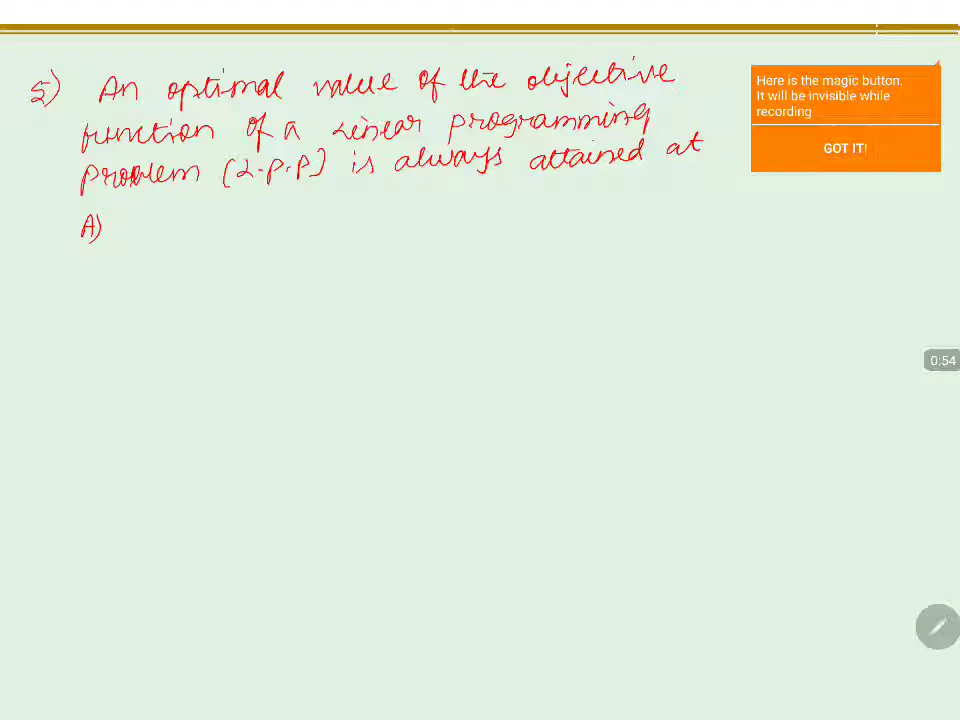 5) An optimal value of the objective
function of a Linear programming
problem (L.P.P) is always attained at
A)
Here is the magic button.
It will be invisible while
recording
GOT IT!
0:54